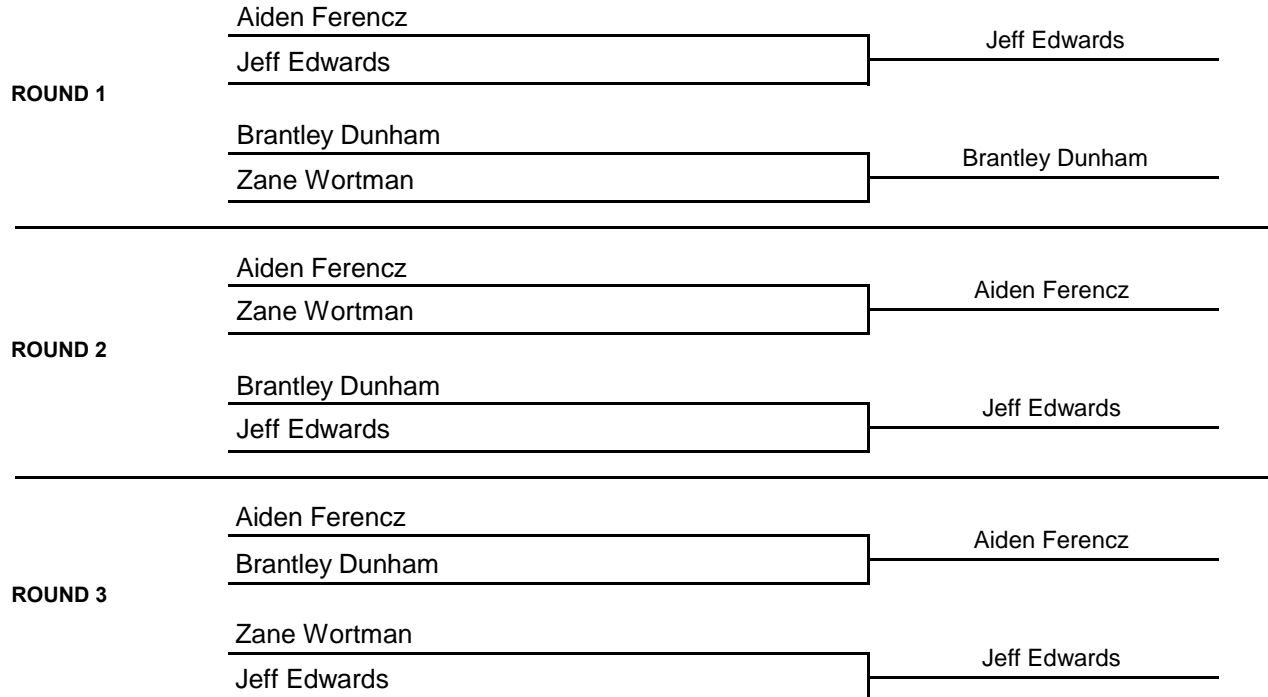 Aiden Ferencz
Jeff Edwards
Jeff Edwards
ROUND 1
Brantley Dunham
Brantley Dunham
Zane Wortman
Aiden Ferencz
Aiden Ferencz
Zane Wortman
ROUND 2
Brantley Dunham
Jeff Edwards
Jeff Edwards
Aiden Ferencz
Aiden Ferencz
Brantley Dunham
ROUND 3
Zane Wortman
Jeff Edwards
Jeff Edwards